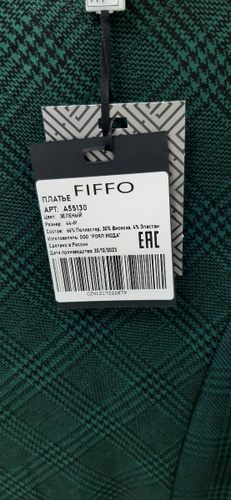 FIFFO
ПЛАТЬЕ
АРТ: A55130
Цвет: ЗЕЛЕНЫЙ
Размер: 44-M
Состав: 66% Полиэстер, 30% Вискоза, 4% Эластан
Изготовитель: ООО "РОЯЛ МОДА"
Сделано в России
Дата производства: 20/12/2023
EAC